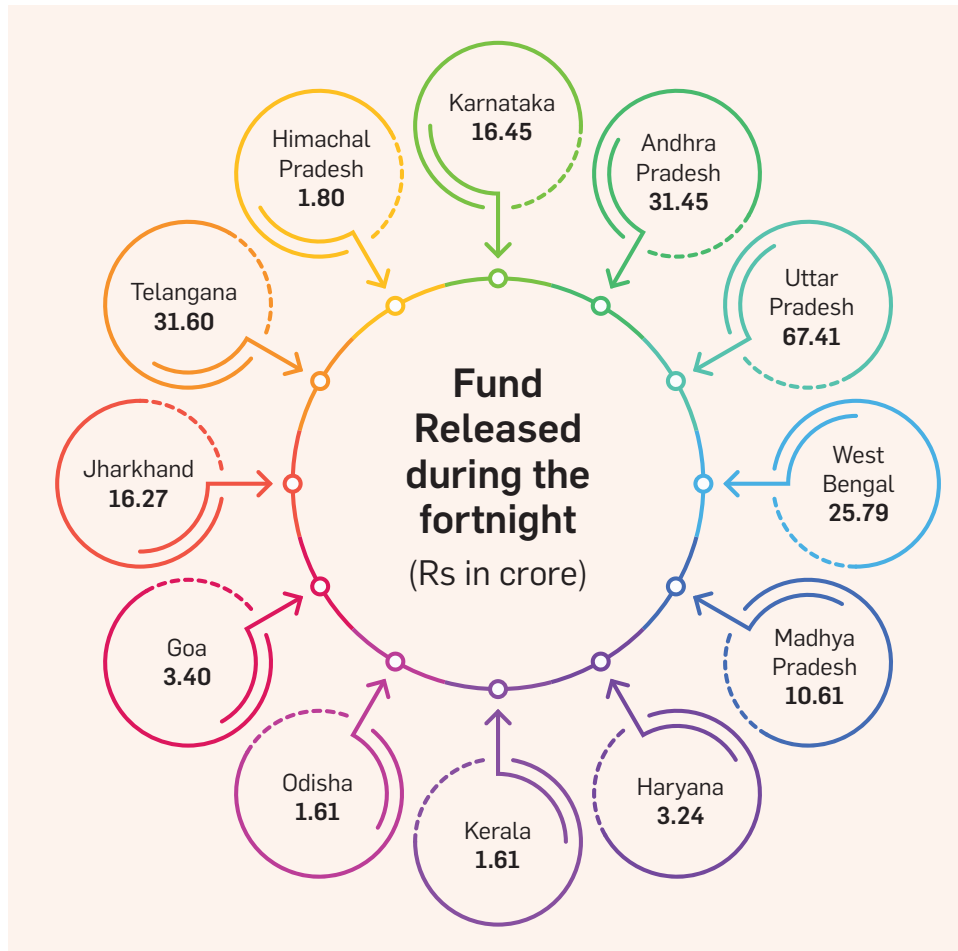 Karnataka
16.45
Andhra
Pradesh
31.45
Uttar
Pradesh
67.41
West
Bengal
25.79
Madhya
Pradesh
10.61
Haryana
3.24
Kerala
1.61
Odisha
1.61
Goa
3.40
Jharkhand
16.27
Telangana
31.60
Himachal
Pradesh
1.80
Fund
Released
during the
fortnight
(Rs in crore)